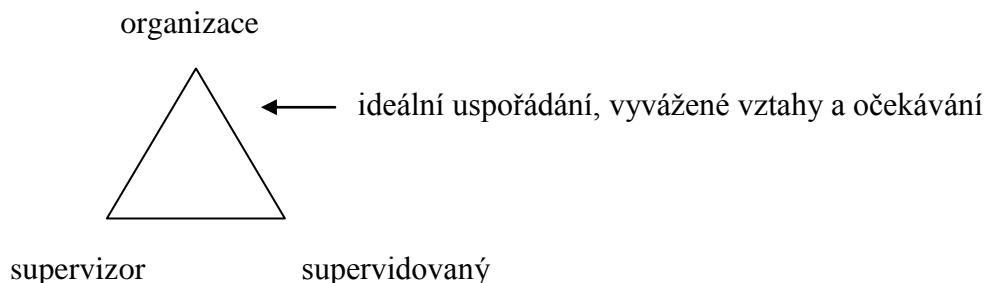 organizace
ideální uspořádání, vyvážené vztahy a očekávání
supervizor supervidovaný